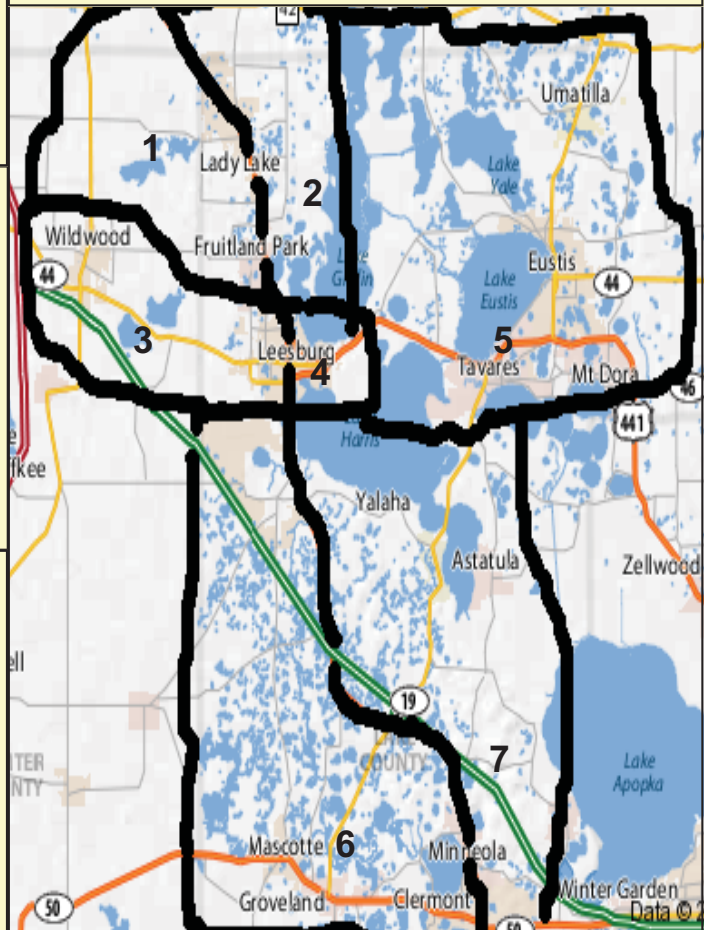 42
Umatilla
1
Lady Lake
Lake
Yale
2
Wildwood
Fruitland Park
Eustis
Lake
Griffin
44
Lake
Eustis
44
3
Leesburg
5
4
Tavares
Mt Dora
46
441
Harris
fkee
Yalaha
Astatula
Zellwood
ell
19
7
COUNTY
TER
NTY
Lake
Apopka
Mascotte
6
Minneola
Groveland
Clermont
Winter Garden
50
50
Data © 2